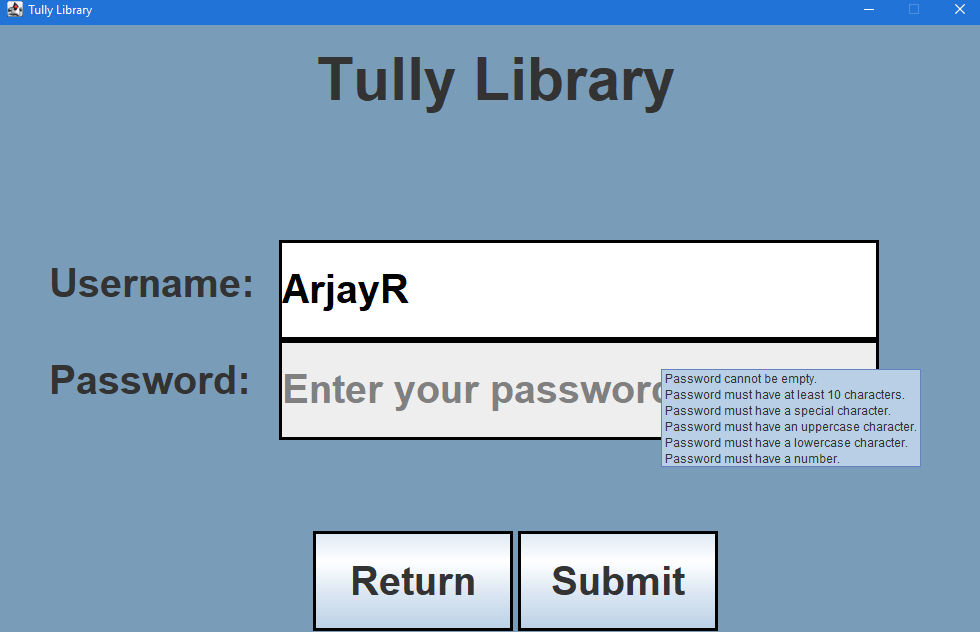 Tully Library
Tully Library
Username:
ArjayR
Password:
Enter your password
Password cannot be empty.
Password must have at least 10 characters.
Password must have a special character.
Password must have an uppercase character.
Password must have a lowercase character.
Password must have a number.
Return
Submit